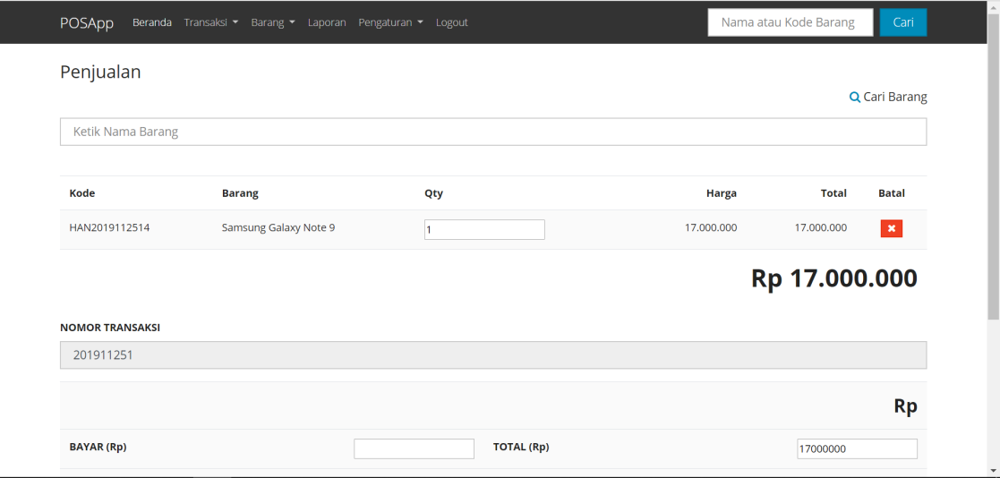 POSApp Beranda Transaksi Barang Laporan Pengaturan Logout Nama atau Kode Barang Cari
Penjualan
Cari Barang
Ketik Nama Barang
Kode Barang Qty Harga Total Batal
HAN2019112514 Samsung Galaxy Note 9 1 17.000.000 17.000.000
Rp 17.000.000
NOMOR TRANSAKSI
201911251
Rp
BAYAR (Rp) TOTAL (Rp) 17000000